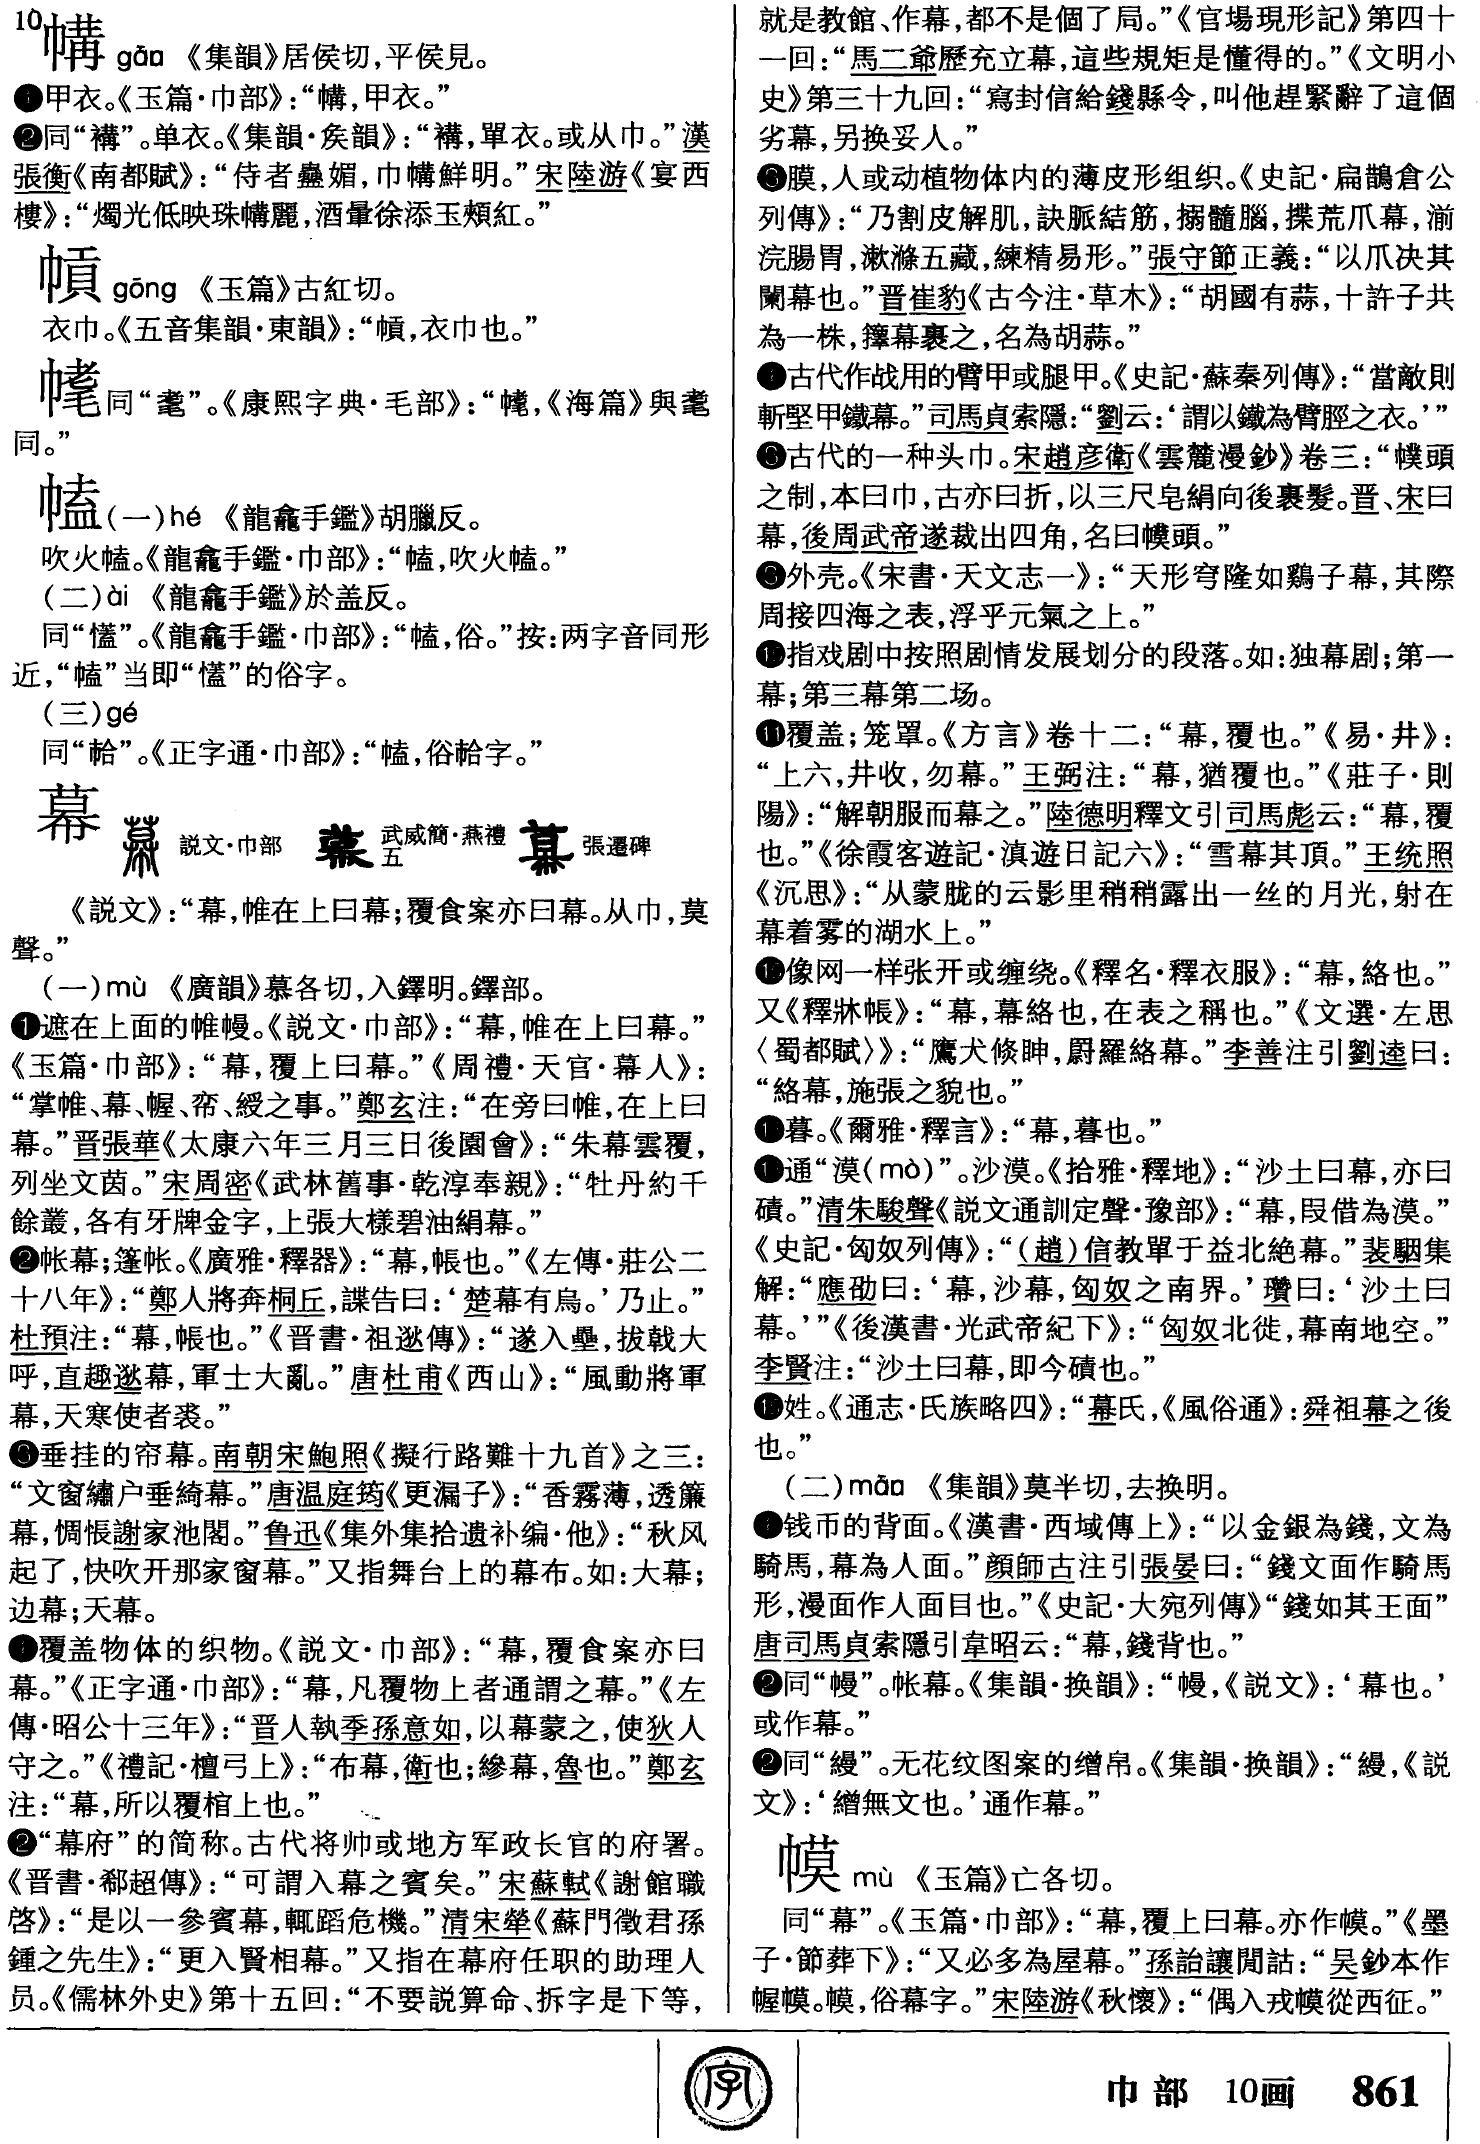 10
幬 gōu 《集韻》居侯切，平侯見。
❶甲衣。《玉篇·巾部》：“㡚，甲衣。”
❷同“褠”。单衣。《集韻·矦韻》：“褠，單衣。或从巾。”漢
張衡《南都賦》：“侍者蠱媚，巾㡚鮮明。”宋陸游《宴西
樓》：“燭光低映珠㡚麗，酒暈徐添玉頰紅。”
gōng 《玉篇》古紅切。
衣巾。《五音集韻·東韻》：“㡗，衣巾也。”
同“耄”。《康熙字典·毛部》：“，《海篇》與耄
同。”
㡋(一)hé 《龍龕手鑑》胡臘反。
吹火㡋。《龍龕手鑑·巾部》：“㡋，吹火㡋。”
(二)ài 《龍龕手鑑》於盖反。
同“㦈”。《龍龕手鑑·巾部》：“㡋，俗。”按：两字音同形
近，“㡋”当即“㦈”的俗字。
(三)gé
同“帢”。《正字通·巾部》：“㡋，俗帢字。”
幕 説文·巾部 武威簡·燕禮五 張遷碑
《説文》：“幕，帷在上曰幕；覆食案亦曰幕。从巾，莫
聲。”
(一)mù 《廣韻》慕各切，入鐸明。鐸部。
❶遮在上面的帷幔。《説文·巾部》：“幕，帷在上曰幕。”
《玉篇·巾部》：“幕，覆上曰幕。”《周禮·天官·幕人》：
“掌帷、幕、幄、帟、綬之事。”鄭玄注：“在旁曰帷，在上曰
幕。”晋張華《太康六年三月三日後園會》：“朱幕雲覆，
列坐文茵。”宋周密《武林舊事·乾淳奉親》：“牡丹約千
餘叢，各有牙牌金字，上張大樣碧油絹幕。”
❷帐幕；篷帐。《廣雅·釋器》：“幕，帳也。”《左傳·莊公二
十八年》：“鄭人將奔桐丘，諜告曰：‘楚幕有烏。’乃止。”
杜預注：“幕，帳也。”《晋書·祖逖傳》：“遂入壘，拔戟大
呼，直趣逖幕，軍士大亂。”唐杜甫《西山》：“風動將軍
幕，天寒使者裘。”
❸垂挂的帘幕。南朝宋鮑照《擬行路難十九首》之三：
“文窗繡户垂綺幕。”唐温庭筠《更漏子》：“香霧薄，透簾
幕，惆悵謝家池閣。”鲁迅《集外集拾遗补编·他》：“秋风
起了，快吹开那家窗幕。”又指舞台上的幕布。如：大幕；
边幕；天幕。
覆盖物体的织物。《説文·巾部》：“幕，覆食案亦曰
幕。”《正字通·巾部》：“幕，凡覆物上者通謂之幕。”《左
傳·昭公十三年》：“晋人執季孫意如，以幕蒙之，使狄人
守之。”《禮記·檀弓上》：“布幕，衛也；縿幕，魯也。”鄭玄
注：“幕，所以覆棺上也。”
❷“幕府”的简称。古代将帅或地方军政长官的府署。
《晋書·郗超傳》：“可謂入幕之賓矣。”宋蘇軾《謝館職
啓》：“是以一參賓幕，輒蹈危機。”清宋犖《蘇門徵君孫
鍾之先生》：“更入賢相幕。”又指在幕府任职的助理人
员。《儒林外史》第十五回：“不要説算命、拆字是下等，
就是教館、作幕，都不是個了局。”《官場現形記》第四十
一回：“馬二爺歷充立幕，這些規矩是懂得的。”《文明小
史》第三十九回：“寫封信給錢縣令，叫他趕緊辭了這個
劣幕，另换妥人。”
❻膜，人或动植物体内的薄皮形组织。《史記·扁鵲倉公
列傳》：“乃割皮解肌，訣脈結筋，搦髓腦，揲荒爪幕，湔
浣腸胃，漱滌五藏，練精易形。”張守節正義：“以爪决其
闌幕也。”晋崔豹《古今注·草木》：“胡國有蒜，十許子共
為一株，籜幕裹之，名為胡蒜。”
古代作战用的臂甲或腿甲。《史記·蘇秦列傳》：“當敵則
斬堅甲鐵幕。”司馬貞索隱：“劉云：‘謂以鐵為臂脛之衣。’”
❽古代的一种头巾。宋趙彦衛《雲麓漫鈔》卷三：“幞頭
之制，本曰巾，古亦曰折，以三尺皂絹向後裹髮。晋、宋曰
幕，後周武帝遂裁出四角，名曰幞頭。”
❾外壳。《宋書·天文志一》：“天形穹隆如鷄子幕，其際
周接四海之表，浮乎元氣之上。”
指戏剧中按照剧情发展划分的段落。如：独幕剧；第一
幕；第三幕第二场。
⓫覆盖；笼罩。《方言》卷十二：“幕，覆也。”《易·井》：
“上六，井收，勿幕。”王弼注：“幕，猶覆也。”《莊子·則
陽》：“解朝服而幕之。”陸德明釋文引司馬彪云：“幕，覆
也。”《徐霞客遊記·滇遊日記六》：“雪幕其頂。”王统照
《沉思》：“从蒙胧的云影里稍稍露出一丝的月光，射在
幕着雾的湖水上。”
像网一样张开或缠绕。《釋名·釋衣服》：“幕，絡也。”
又《釋牀帳》：“幕，幕絡也，在表之稱也。”《文選·左思
〈蜀都賦〉》：“鷹犬倏眒，罻羅絡幕。”李善注引劉逵曰：
“絡幕，施張之貌也。”
暮。《爾雅·釋言》：“幕，暮也。”
通“漠(mò)”。沙漠。《拾雅·釋地》：“沙土曰幕，亦曰
磧。”清朱駿聲《説文通訓定聲·豫部》：“幕，叚借為漠。”
《史記·匈奴列傳》：“(趙)信教單于益北絶幕。”裴駰集
解：“應劭曰：‘幕，沙幕，匈奴之南界。’瓚曰：‘沙土曰
幕。’”《後漢書·光武帝紀下》：“匈奴北徙，幕南地空。”
李賢注：“沙土曰幕，即今磧也。”
姓。《通志·氏族略四》：“幕氏，《風俗通》：舜祖幕之後
也。”
(二)màn 《集韻》莫半切，去换明。
钱币的背面。《漢書·西域傳上》：“以金銀為錢，文為
騎馬，幕為人面。”顔師古注引張晏曰：“錢文面作騎馬
形，漫面作人面目也。”《史記·大宛列傳》“錢如其王面”
唐司馬貞索隱引韋昭云：“幕，錢背也。”
❷同“幔”。帐幕。《集韻·换韻》：“幔，《説文》：‘幕也。’
或作幕。”
❷同“縵”。无花纹图案的缯帛。《集韻·换韻》：“縵，《説
文》：‘繒無文也。’通作幕。”
幙 mù 《玉篇》亡各切。
同“幕”。《玉篇·巾部》：“幕，覆上曰幕。亦作幙。”《墨
子·節葬下》：“又必多為屋幕。”孫詒讓閒詁：“吴鈔本作
幄幙。幙，俗幕字。”宋陸游《秋懷》：“偶入戎幙從西征。”
字
巾部 10画 861